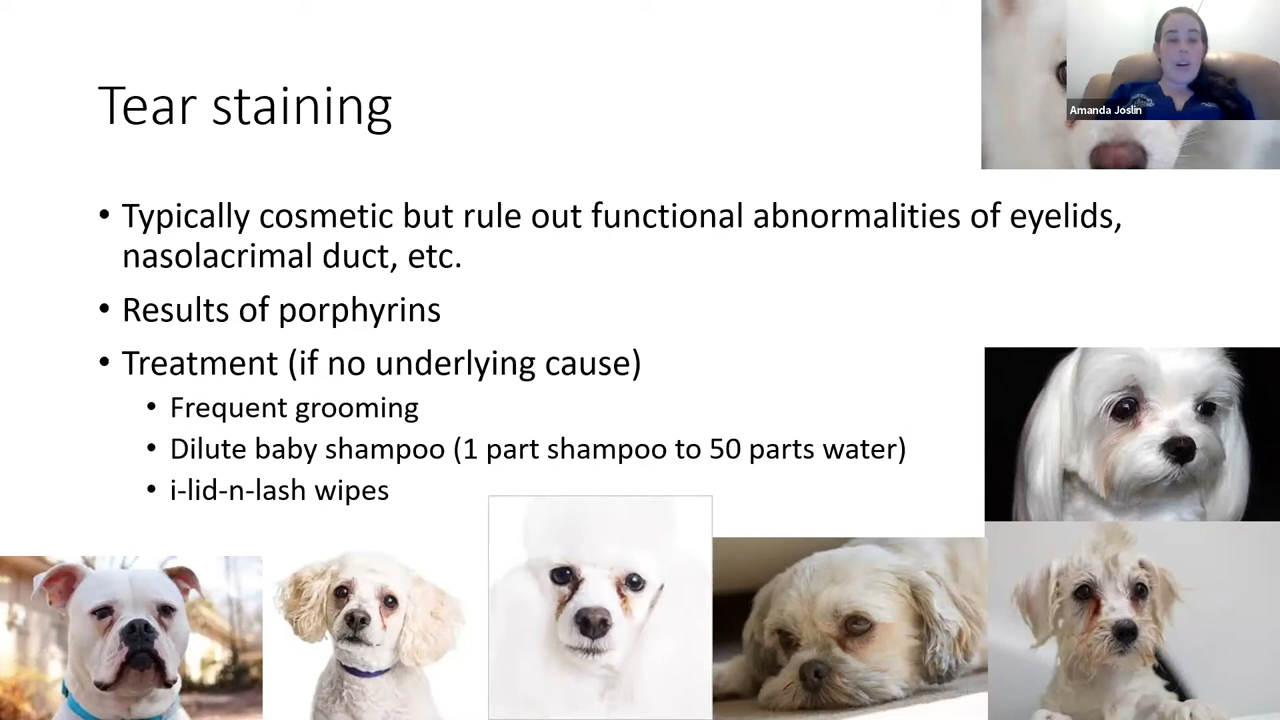 Tear staining
Amanda Joslin
• Typically cosmetic but rule out functional abnormalities of eyelids,
nasolacrimal duct, etc.
• Results of porphyrins
• Treatment (if no underlying cause)
• Frequent grooming
• Dilute baby shampoo (1 part shampoo to 50 parts water)
• i-lid-n-lash wipes